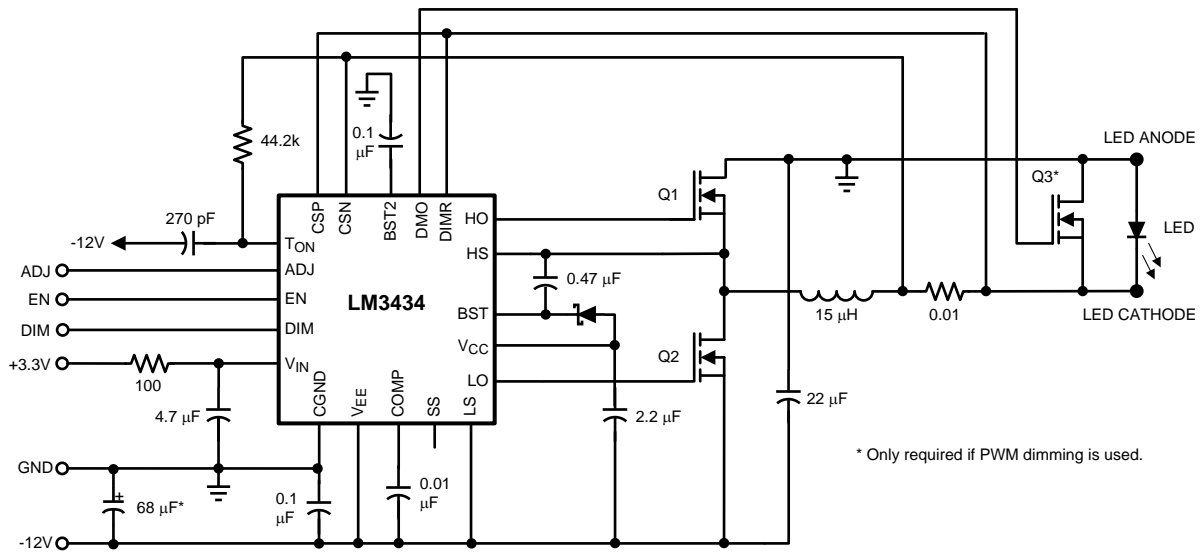 44.2k
0.1
μF
LED ANODE
Q1
Q3*
270 pF
CSP
CSN
BST2
DMO
DIMR
HO
LED
-12V
TON
HS
ADJ
ADJ
0.47 μF
EN
EN
LM3434
BST
15 μH
0.01
LED CATHODE
DIM
DIM
VCC
Q2
+3.3V
VIN
LO
100
CGND
VEE
COMP
SS
LS
4.7 μF
2.2 μF
22 μF
* Only required if PWM dimming is used.
GND
68 μF*
+
0.1
μF
0.01
μF
-12V